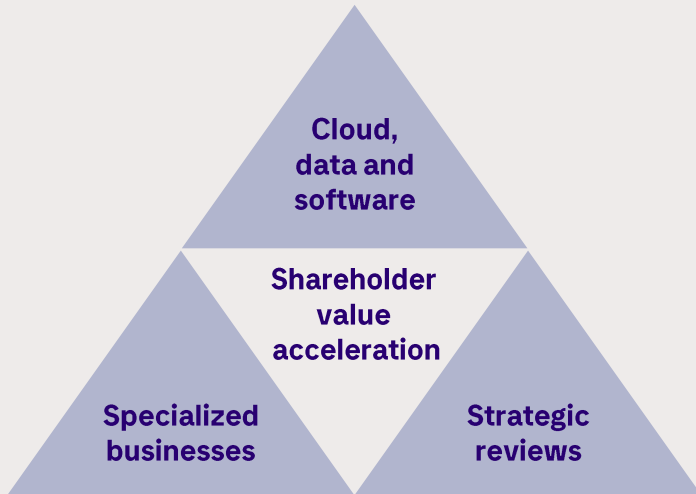 Cloud,
data and
software
Shareholder
value
acceleration
Specialized
businesses
Strategic
reviews